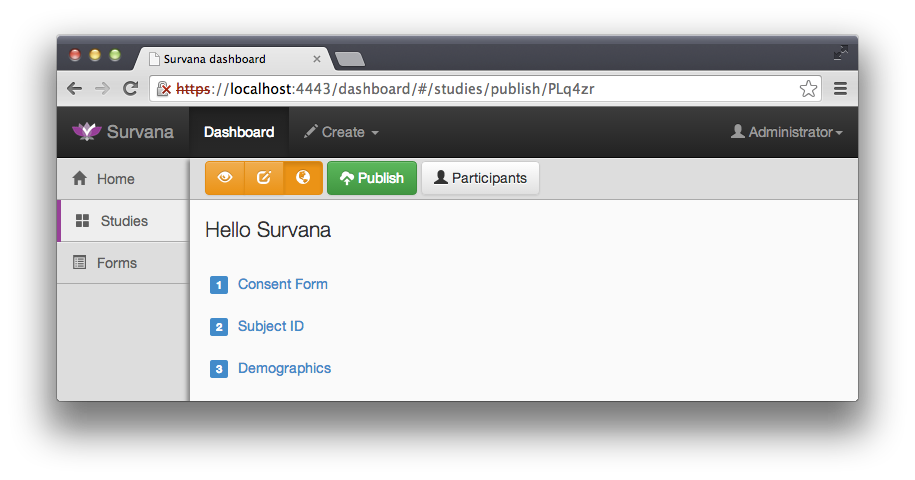 Survana dashboard
https://localhost:4443/dashboard/#/studies/publish/PLq4zr
Survana Dashboard Create Administrator
Home Publish Participants
Studies
Forms
Hello Survana
1 Consent Form
2 Subject ID
3 Demographics